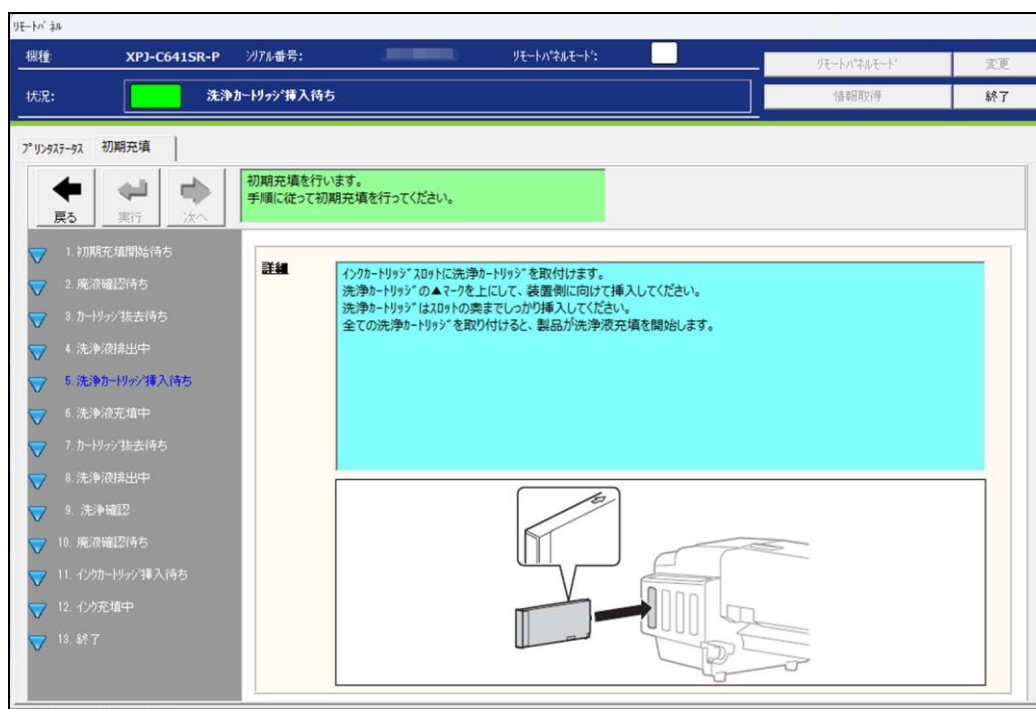 リモートパネル
機種: XPJ-C641SR-P シリアル番号: リモートパネルモード:
リモートパネルモード 変更
状況: 洗浄カートリッジ挿入待ち
情報取得 終了
プリンタステータス 初期充填
戻る 実行 次へ
初期充填を行います。
手順に従って初期充填を行ってください。
1. 初期充填開始待ち
2. 廃液確認待ち
3. カートリッジ抜去待ち
4. 洗浄液排出中
5. 洗浄カートリッジ挿入待ち
6. 洗浄液充填中
7. カートリッジ抜去待ち
8. 洗浄液排出中
9. 洗浄確認
10. 廃液確認待ち
11. インクカートリッジ挿入待ち
12. インク充填中
13. 終了
詳細
インクカートリッジスロットに洗浄カートリッジを取付けます。
洗浄カートリッジの▲マークを上にして、装置側に向けて挿入してください。
洗浄カートリッジはスロットの奥までしっかり挿入してください。
全ての洗浄カートリッジを取り付けると、製品が洗浄液充填を開始します。